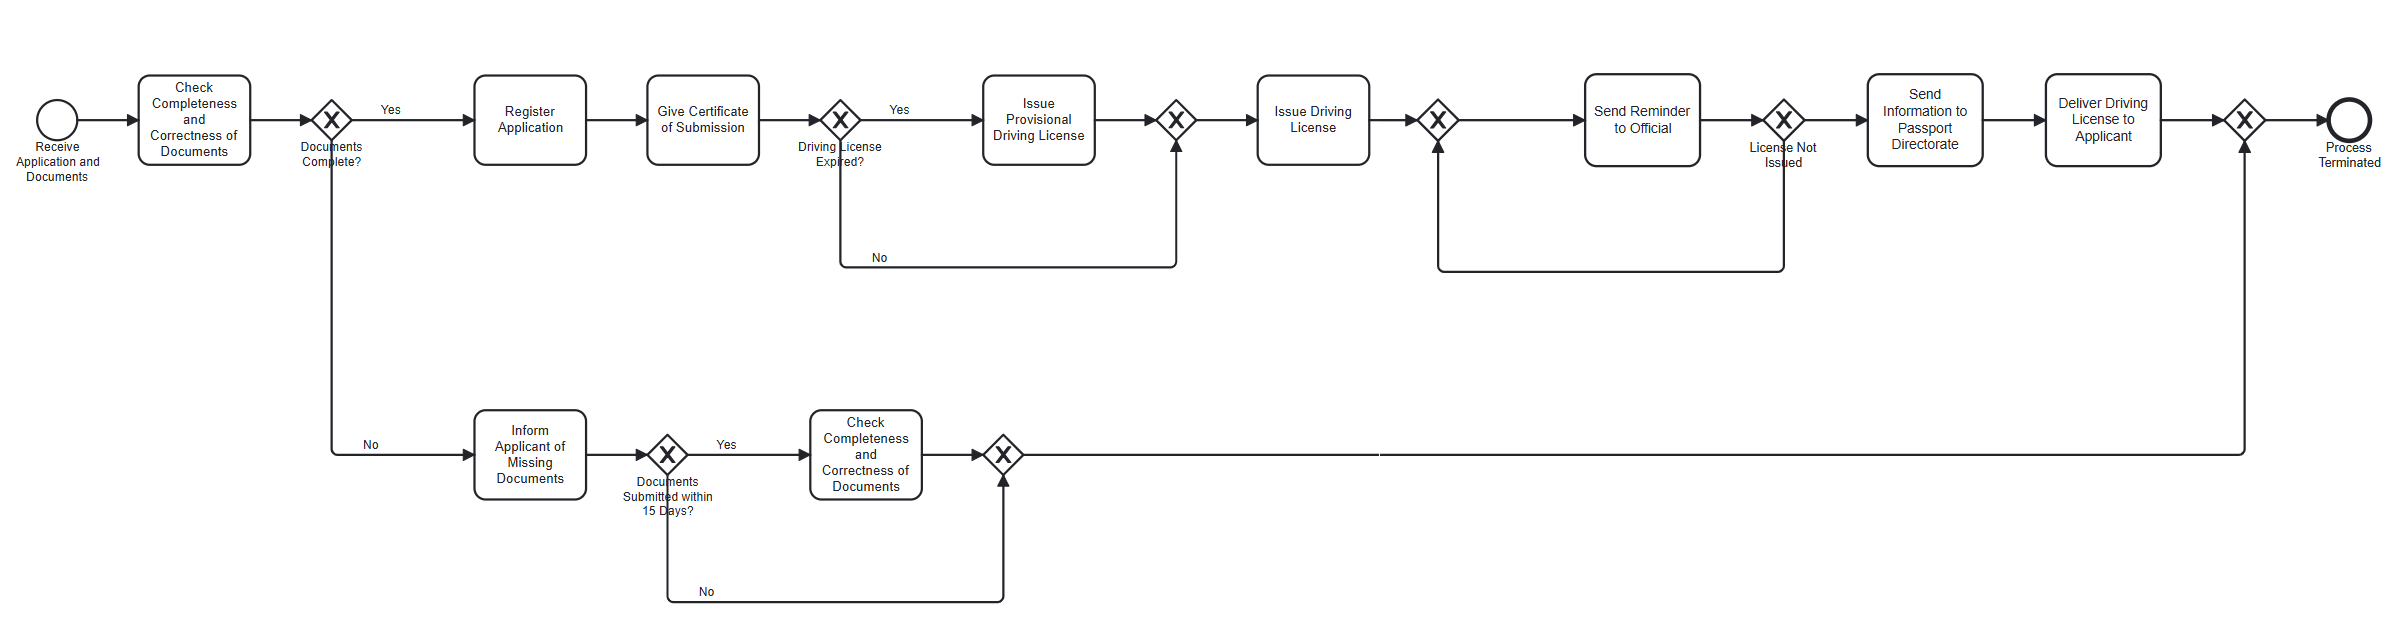 Receive
Application and
Documents
Check
Completeness
and
Correctness of
Documents
Documents
Complete?
Yes
Register
Application
Give Certificate
of Submission
Driving License
Expired?
Yes
Issue
Provisional
Driving License
No
Issue Driving
License
Send Reminder
to Official
License Not
Issued
Send
Information to
Passport
Directorate
Deliver Driving
License to
Applicant
Process
Terminated
No
Inform
Applicant of
Missing
Documents
Documents
Submitted within
15 Days?
Yes
Check
Completeness
and
Correctness of
Documents
No